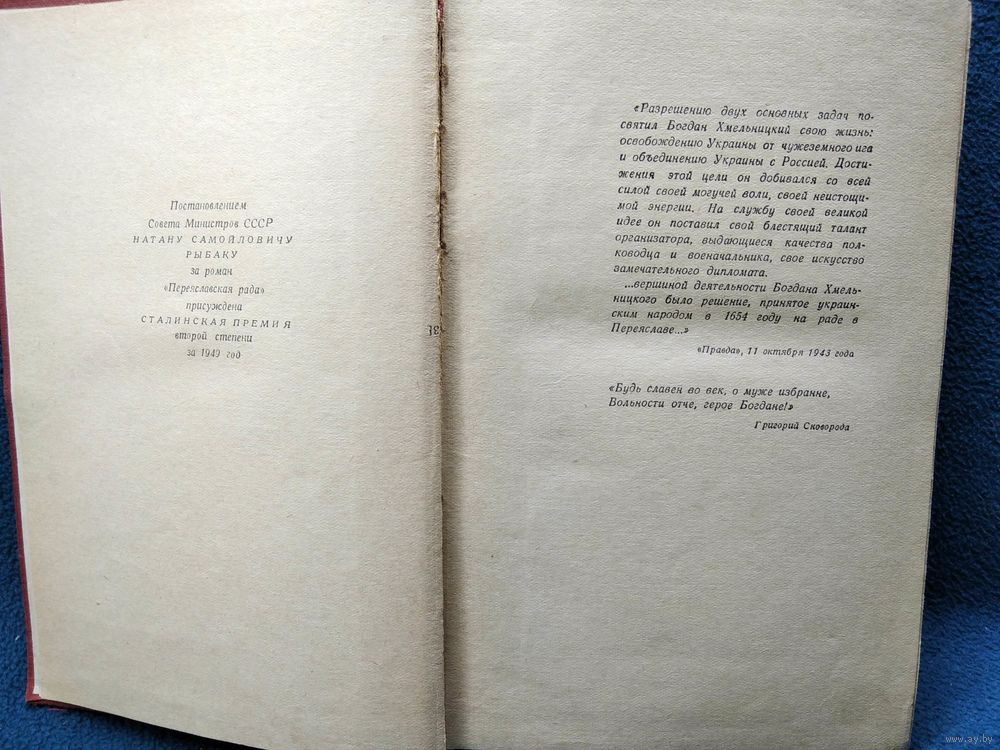 Постановлением
Совета Министров СССР
НАТАНУ САМОЙЛОВИЧУ
РЫБАКУ
за роман
«Переяславская рада»
присуждена
СТАЛИНСКАЯ ПРЕМИЯ
второй степени
за 1949 год
«Разрешению двух основных задач по-
святил Богдан Хмельницкий свою жизнь:
освобождению Украины от чужеземного ига
и объединению Украины с Россией. Дости-
жения этой цели он добивался со всей
силой своей могучей воли, своей неистощи-
мой энергии. На службу своей великой
идее он поставил свой блестящий талант
организатора, выдающиеся качества пол-
ководца и военачальника, свое искусство
замечательного дипломата.
...вершиной деятельности Богдана Хмель-
ницкого было решение, принятое украин-
ским народом в 1654 году на раде в
Переяславе...»
«Правда», 11 октября 1943 года
«Будь славен во век, о муже избранне,
Вольности отче, герое Богдане!»
Григорий Сковорода
www.ay.by